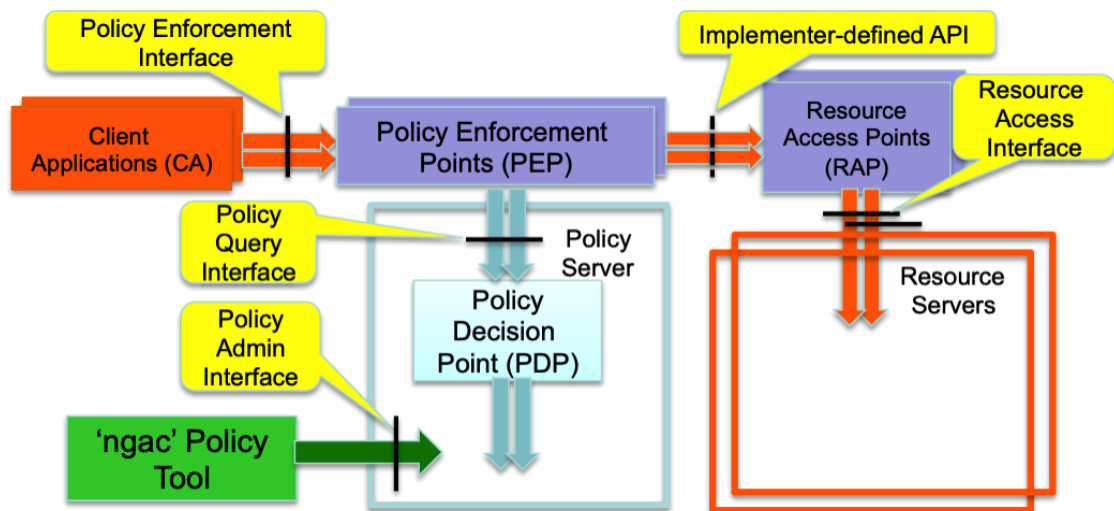 Policy Enforcement
Interface
Implementer-defined API
Client
Applications (CA)
Policy Enforcement
Points (PEP)
Resource
Access Points
(RAP)
Resource
Access
Interface
Policy
Query
Interface
Policy
Server
Resource
Servers
Policy
Decision
Point (PDP)
Policy
Admin
Interface
‘ngac’ Policy
Tool